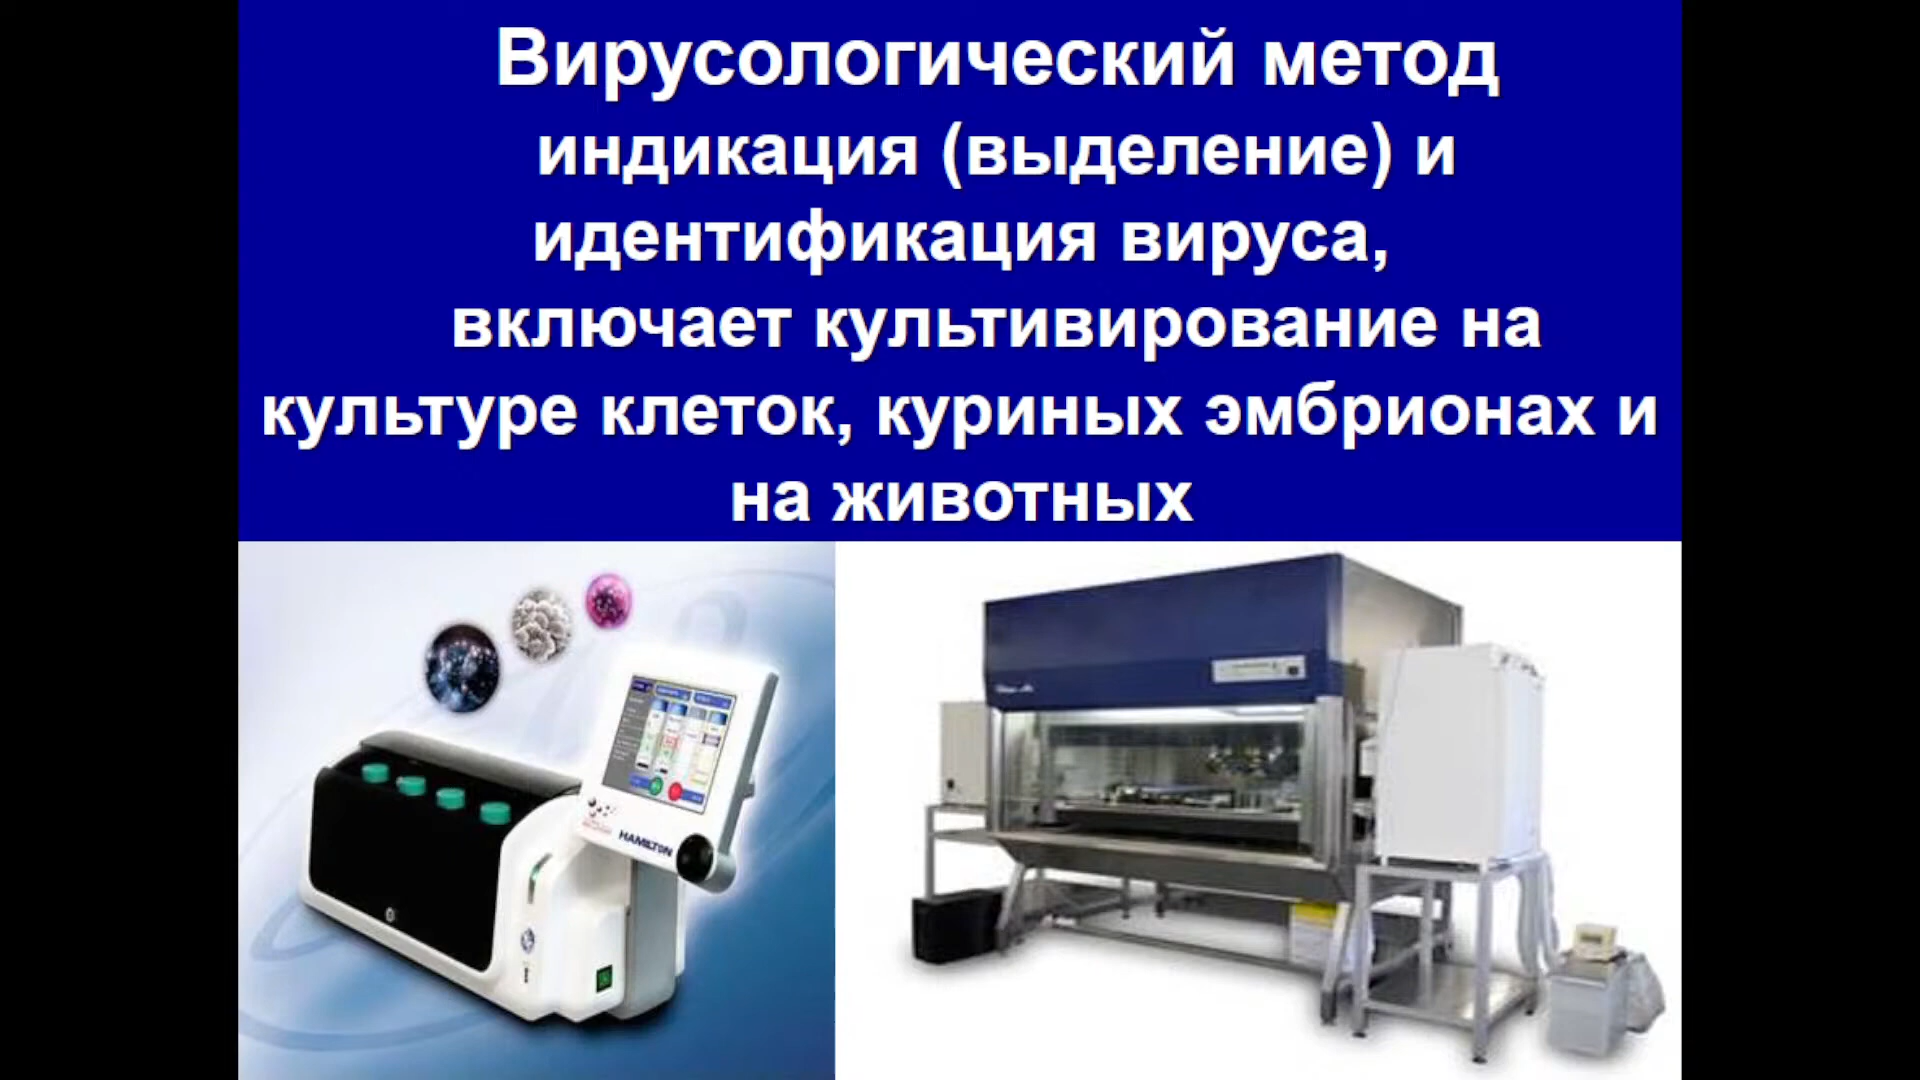 Вирусологический метод
индикация (выделение) и
идентификация вируса,
включает культивирование на
культуре клеток, куриных эмбрионах и
на животных
HAMILTON